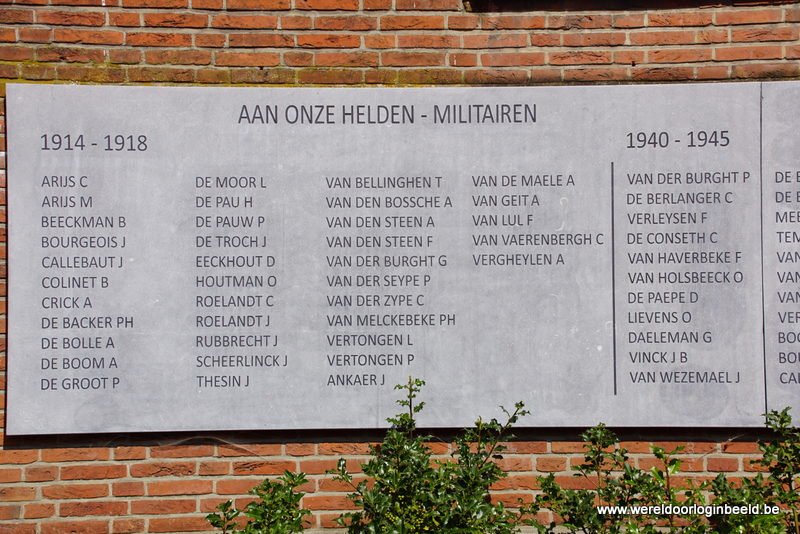 AAN ONZE HELDEN - MILITAIREN
1914 - 1918
ARIJS C
ARIJS M
BEECKMAN B
BOURGEOIS J
CALLEBAUT J
COLINET B
CRICK A
DE BACKER PH
DE BOLLE A
DE BOOM A
DE GROOT P
DE MOOR L
DE PAU H
DE PAUW P
DE TROCH J
EECKHOUT D
HOUTMAN O
ROELANDT C
ROELANDT J
RUBBRECHT J
SCHEERLINCK J
THESIN J
VAN BELLINGHEN T
VAN DEN BOSSCHE A
VAN DEN STEEN A
VAN DEN STEEN F
VAN DER BURGHT G
VAN DER SEYPE P
VAN DER ZYPE C
VAN MELCKEBEKE PH
VERTONGEN L
VERTONGEN P
ANKAER J
VAN DE MAELE A
VAN GEIT A
VAN LUL F
VAN VAERENBERGH C
VERGHEYLEN A
1940 - 1945
VAN DER BURGHT P
DE BERLANGER C
VERLEYSEN F
DE CONSETH C
VAN HAVERBEKE F
VAN HOLSBEECK O
DE PAEPE D
LIEVENS O
DAELEMAN G
VINCK J B
VAN WEZEMAEL J
www.wereldoorloginbeeld.be